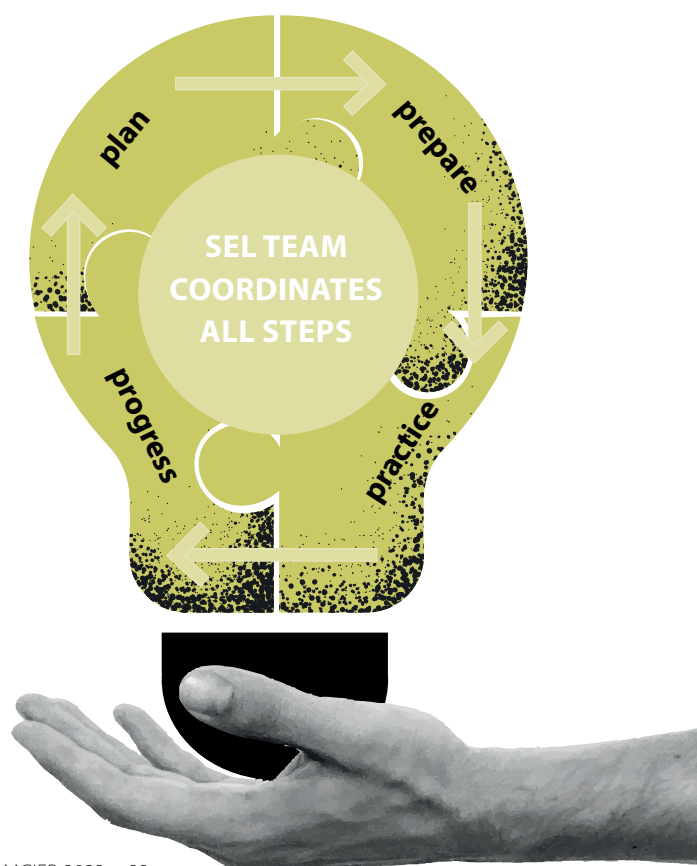 plan
prepare
SEL TEAM
COORDINATES
ALL STEPS
progress
practice